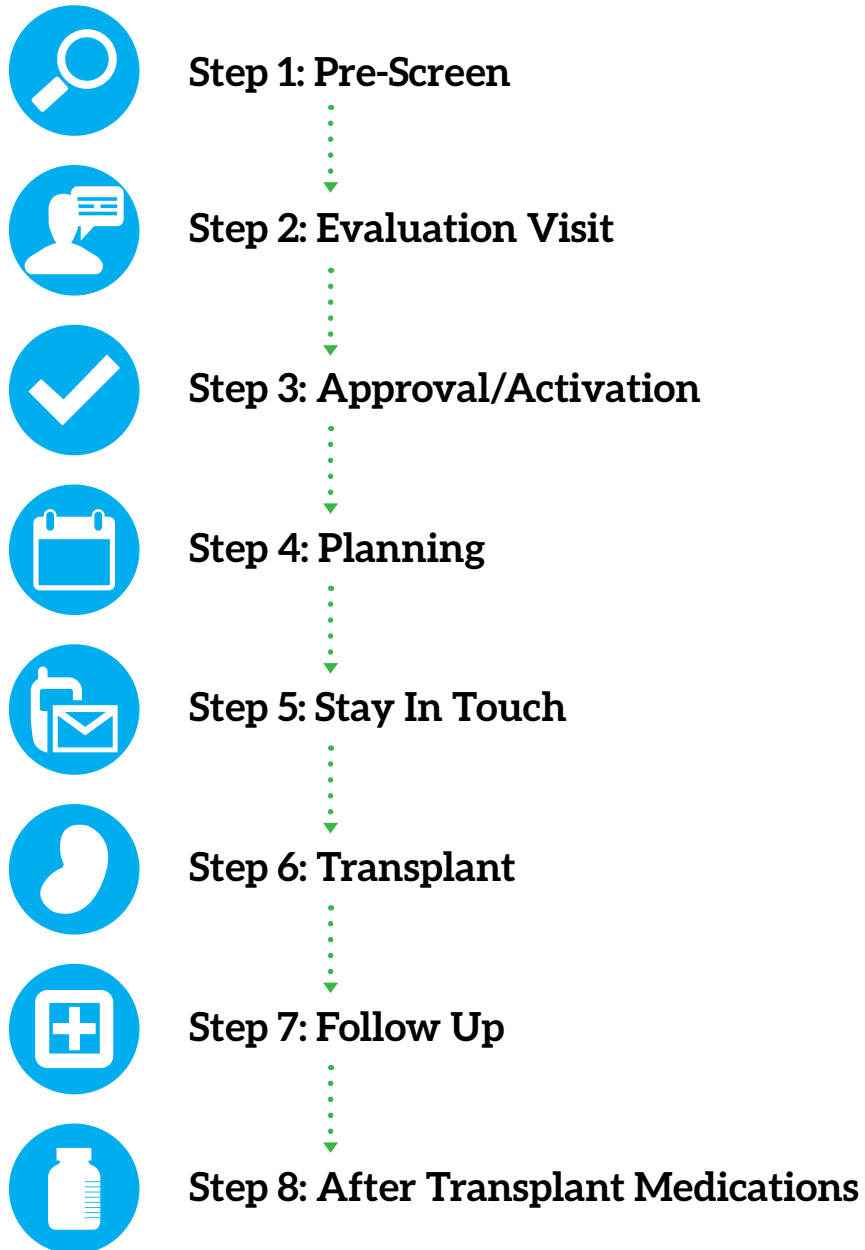 Step 1: Pre-Screen
Step 2: Evaluation Visit
Step 3: Approval/Activation
Step 4: Planning
Step 5: Stay In Touch
Step 6: Transplant
Step 7: Follow Up
Step 8: After Transplant Medications